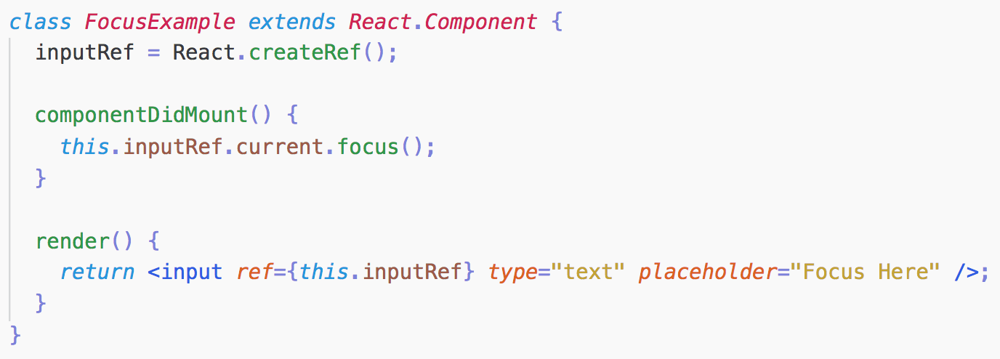 class FocusExample extends React.Component {
  inputRef = React.createRef();

  componentDidMount() {
    this.inputRef.current.focus();
  }

  render() {
    return <input ref={this.inputRef} type="text" placeholder="Focus Here" />;
  }
}